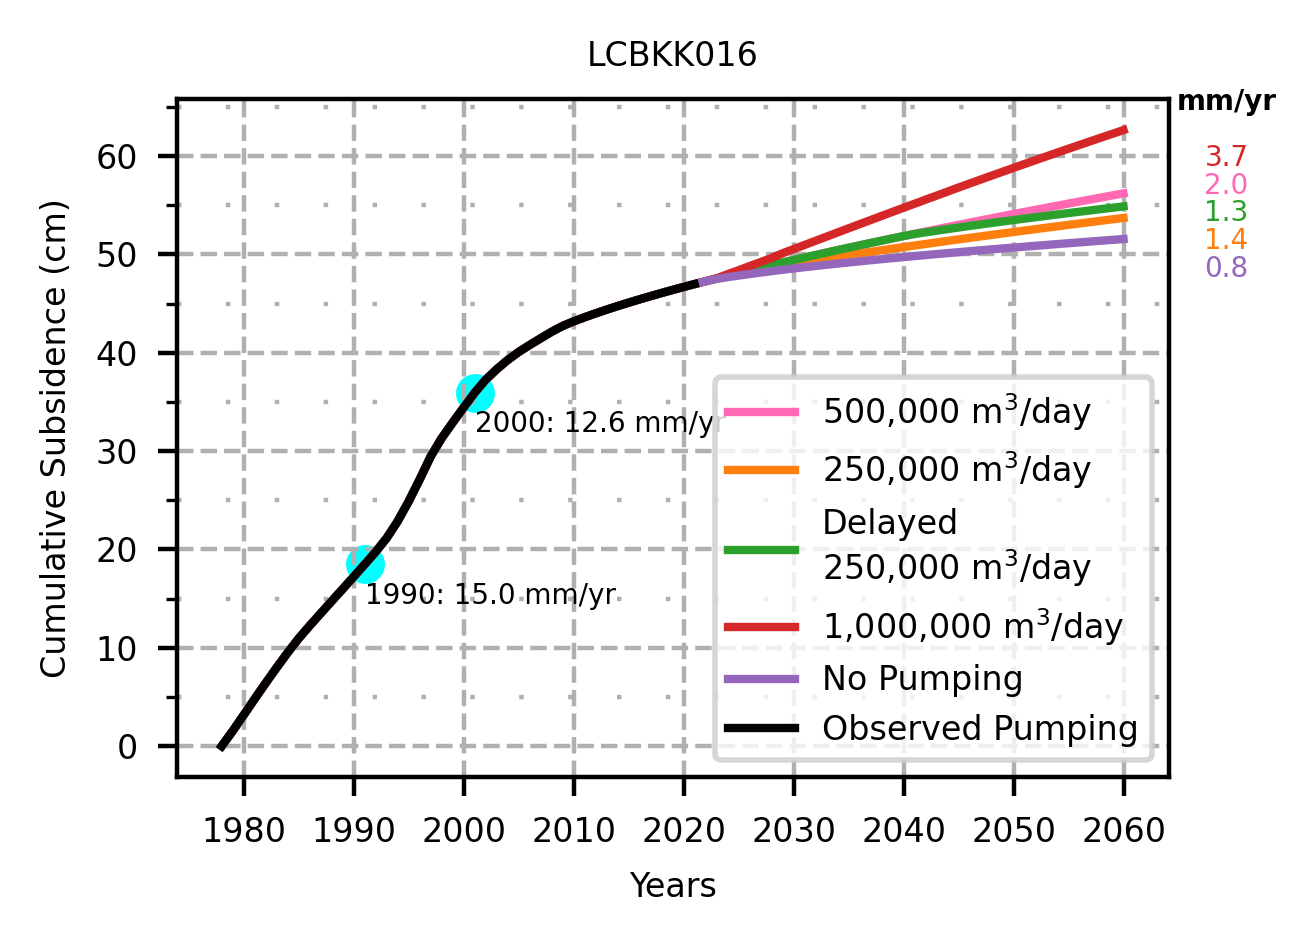 LCBKK016
mm/yr
3.7
2.0
1.3
1.4
0.8
Cumulative Subsidence (cm)
60
50
40
30
20
10
0
2000: 12.6 mm/yr
1990: 15.0 mm/yr
500,000 m³/day
250,000 m³/day
Delayed
250,000 m³/day
1,000,000 m³/day
No Pumping
Observed Pumping
1980 1990 2000 2010 2020 2030 2040 2050 2060
Years